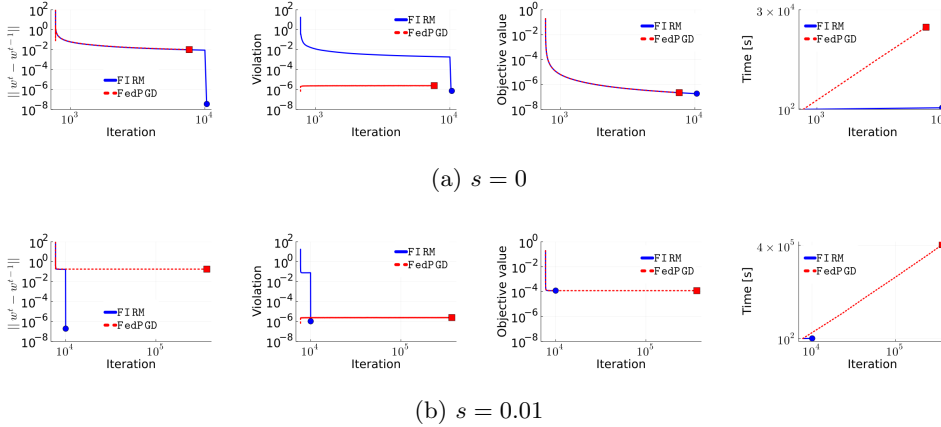 || w^t − w^{t−1} ||
10^2
10^0
10^−2
10^−4
10^−6
10^−8
FIRM
FedPGD
10^3
10^4
Iteration
Violation
10^2
10^0
10^−2
10^−4
10^−6
10^−8
FIRM
FedPGD
10^3
10^4
Iteration
Objective value
10^2
10^0
10^−2
10^−4
10^−6
10^−8
FIRM
FedPGD
10^3
10^4
Iteration
Time [s]
3 × 10^4
10^2
FIRM
FedPGD
10^3
Iteration
(a) s = 0
|| w^t − w^{t−1} ||
10^2
10^0
10^−2
10^−4
10^−6
10^−8
FIRM
FedPGD
10^4
10^5
Iteration
Violation
10^2
10^0
10^−2
10^−4
10^−6
10^−8
FIRM
FedPGD
10^4
10^5
Iteration
Objective value
10^2
10^0
10^−2
10^−4
10^−6
10^−8
FIRM
FedPGD
10^4
10^5
Iteration
Time [s]
4 × 10^5
10^2
FIRM
FedPGD
10^4
10^5
Iteration
(b) s = 0.01